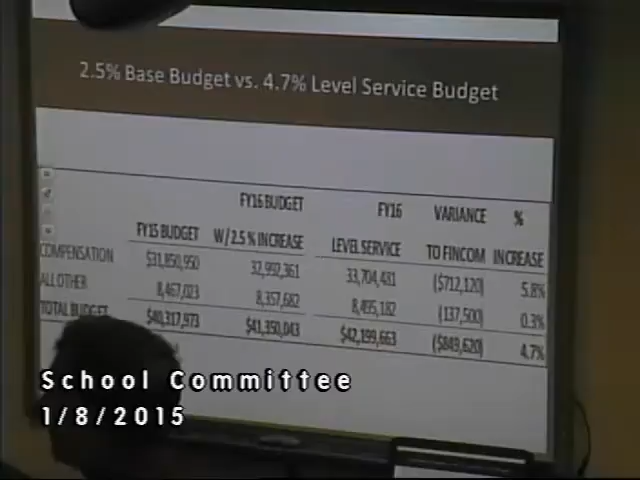 2.5% Base Budget vs. 4.7% Level Service Budget
FY16 BUDGET FY16 VARIANCE %
FY15 BUDGET W/ 2.5 % INCREASE LEVEL SERVICE TO FINCOM INCREASE
COMPENSATION $31,850,950 32,992,361 33,704,481 ($712,120) 5.8%
ALL OTHER 8,467,023 8,357,682 8,495,182 (137,500) 0.3%
TOTAL BUDGET $40,317,973 $41,350,043 $42,199,663 ($849,620) 4.7%
School Committee
1/8/2015